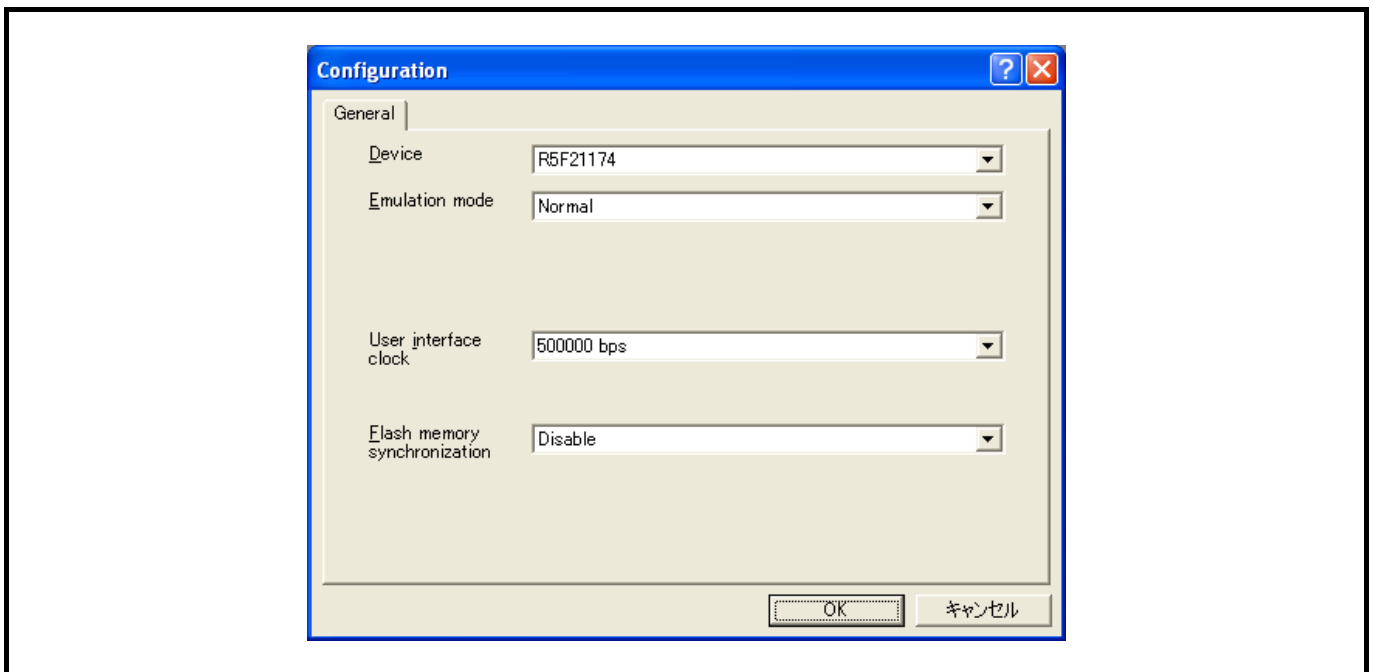 Configuration
General
Device
R5F21174
Emulation mode
Normal
User interface
clock
500000 bps
Flash memory
synchronization
Disable
OK
キャンセル